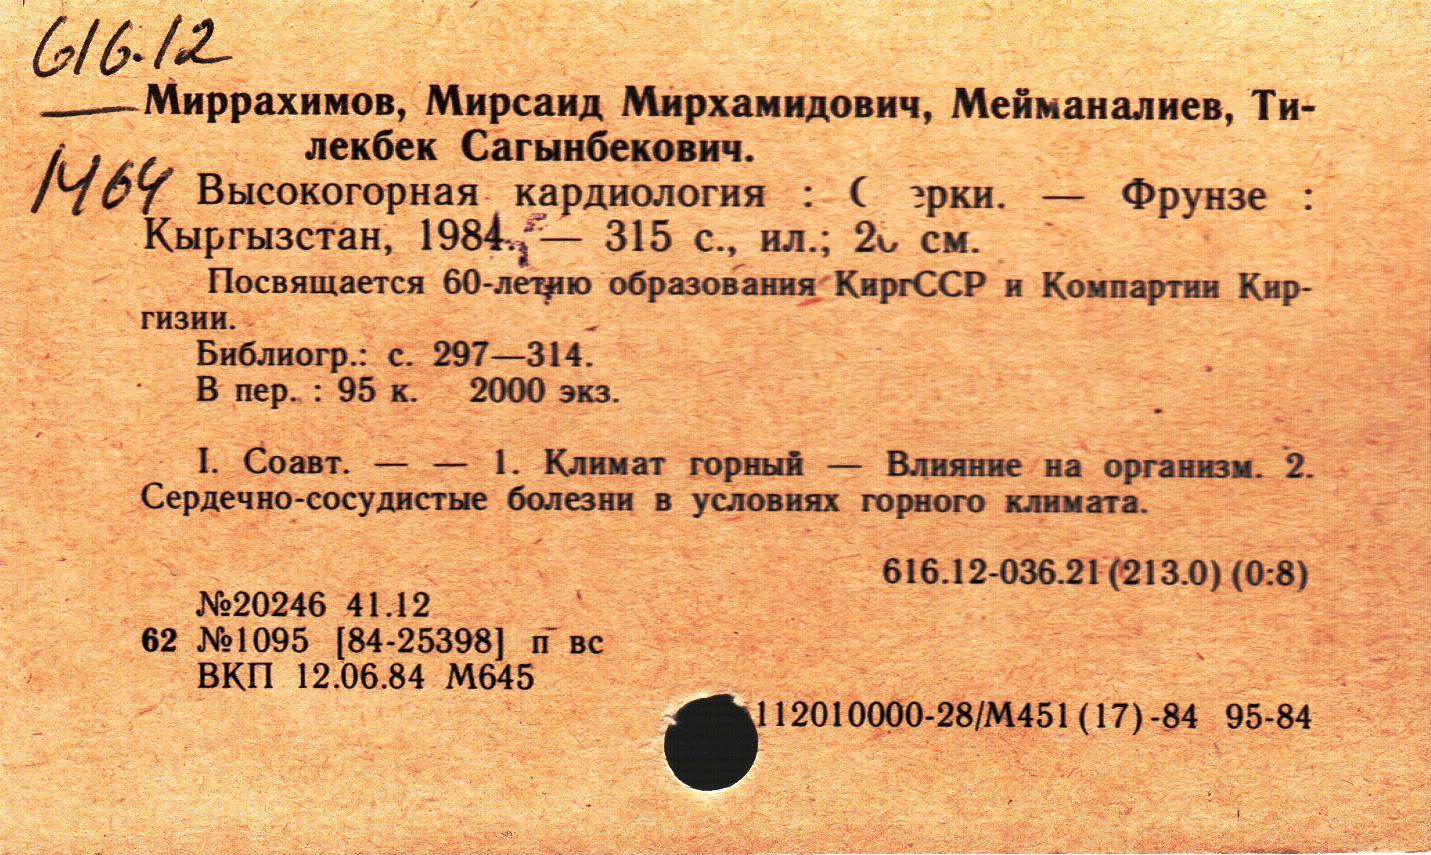 616.12
Миррахимов, Мирсаид Мирхамидович, Мейманалиев, Ти-
лекбек Сагынбекович.
1464
Высокогорная кардиология : — Фрунзе :
Кыргызстан, 1984. — 315 с., ил.; см.
Посвящается 60-летию образования КиргССР и Компартии Кир-
гизии.
Библиогр.: с. 297—314.
В пер. : 95 к. 2000 экз.
I. Соавт. — — 1. Климат горный — Влияние на организм. 2.
Сердечно-сосудистые болезни в условиях горного климата.
616.12-036.21(213.0)(0:8)
№20246 41.12
62 №1095 [84-25398] п вс
ВКП 12.06.84 М645
112010000-28/М451(17)-84 95-84